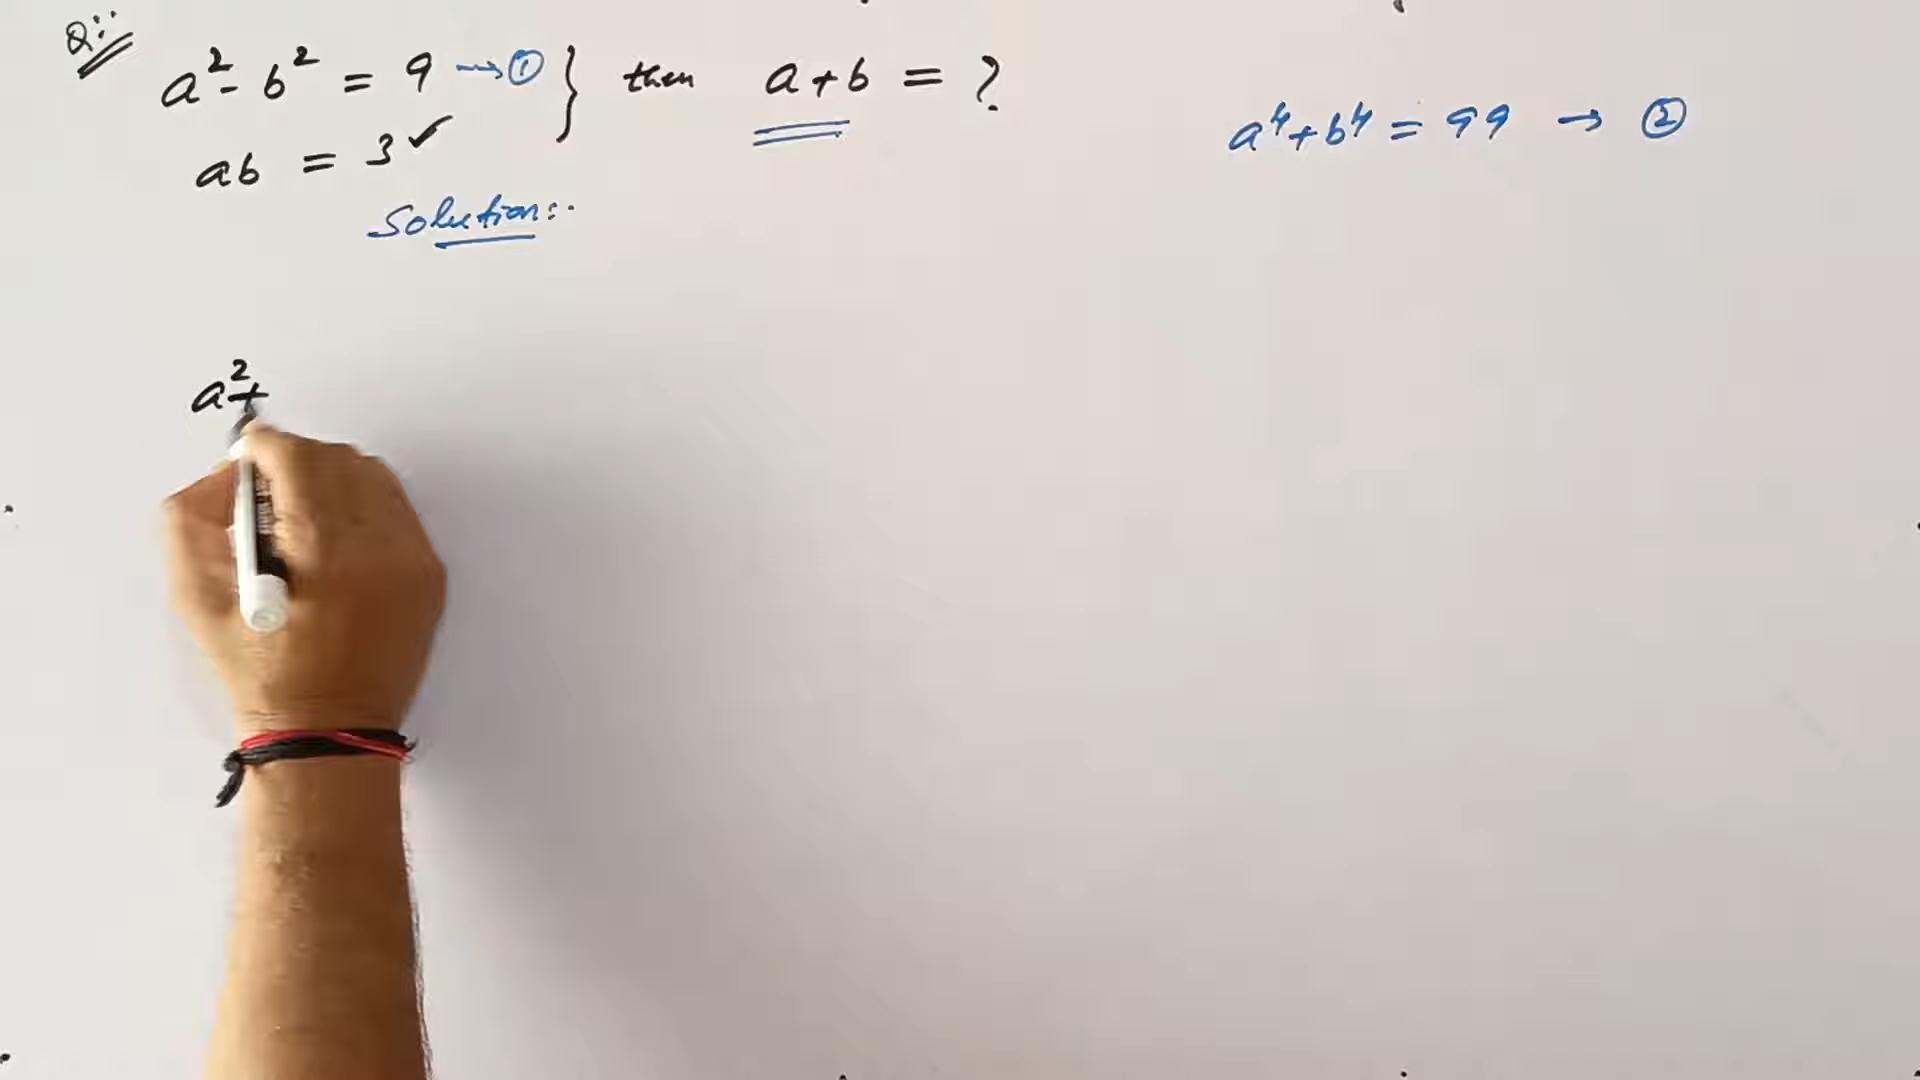 Q::
a² - b² = 9 → ① } then a+b = ?
ab = 3 ✓
a⁴+b⁴ = 99 → ②
Solution:.
a²+